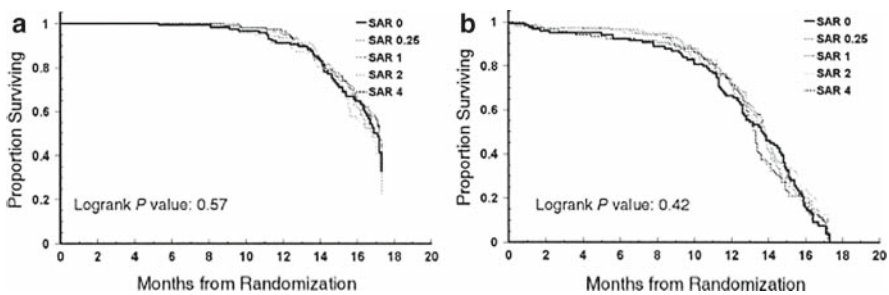 a
Proportion Surviving
1
0.8
0.6
0.4
0.2
0
SAR 0
SAR 0.25
SAR 1
SAR 2
SAR 4
Logrank P value: 0.57
0 2 4 6 8 10 12 14 16 18 20
Months from Randomization
b
Proportion Surviving
1
0.8
0.6
0.4
0.2
0
SAR 0
SAR 0.25
SAR 1
SAR 2
SAR 4
Logrank P value: 0.42
0 2 4 6 8 10 12 14 16 18 20
Months from Randomization